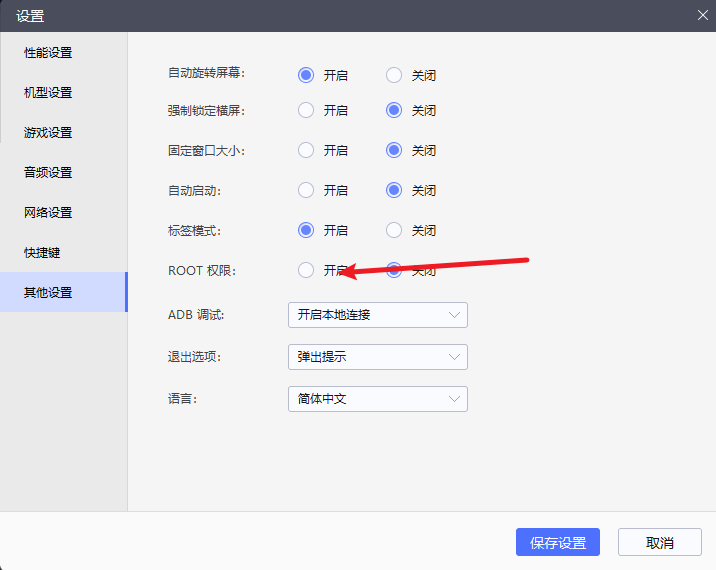 设置
性能设置
机型设置
游戏设置
音频设置
网络设置
快捷键
其他设置
自动旋转屏幕: 开启 关闭
强制锁定横屏: 开启 关闭
固定窗口大小: 开启 关闭
自动启动: 开启 关闭
标签模式: 开启 关闭
ROOT 权限: 开启 关闭
ADB 调试: 开启本地连接
退出选项: 弹出提示
语言: 简体中文
保存设置 取消